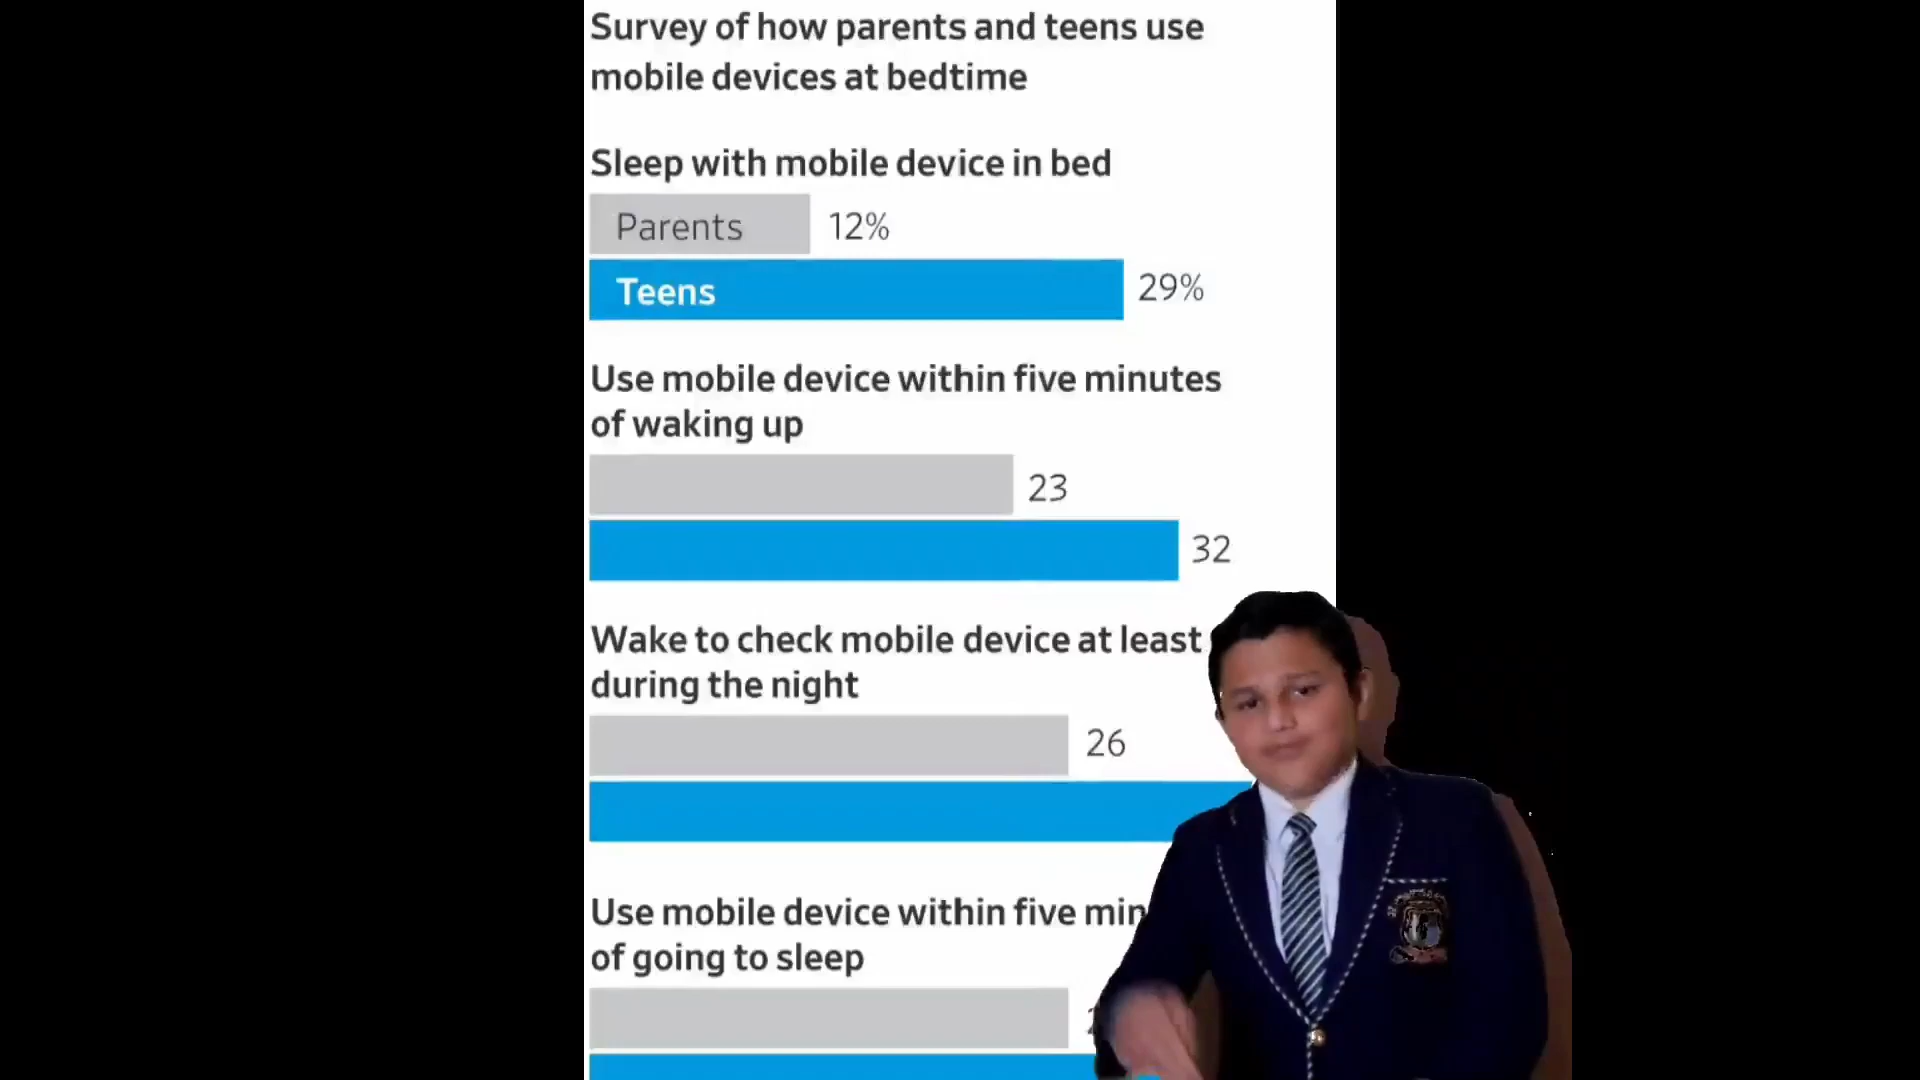 Survey of how parents and teens use
mobile devices at bedtime
Sleep with mobile device in bed
Parents 12%
Teens 29%
Use mobile device within five minutes
of waking up
23
32
Wake to check mobile device at least
during the night
26
Use mobile device within five
of going to sleep